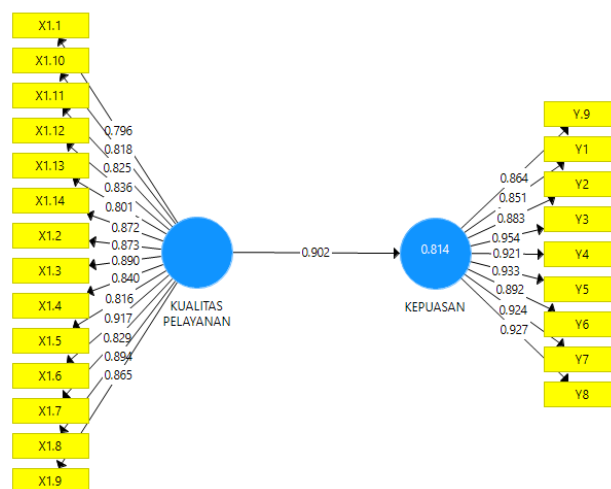 X1.1
X1.10
X1.11
X1.12
X1.13
X1.14
X1.2
X1.3
X1.4
X1.5
X1.6
X1.7
X1.8
X1.9
0.796
0.818
0.825
0.836
0.801
0.872
0.873
0.890
0.840
0.816
0.917
0.829
0.894
0.865
KUALITAS
PELAYANAN
0.902
0.814
KEPUASAN
0.864
0.851
0.883
0.954
0.921
0.933
0.892
0.924
0.927
Y.9
Y1
Y2
Y3
Y4
Y5
Y6
Y7
Y8